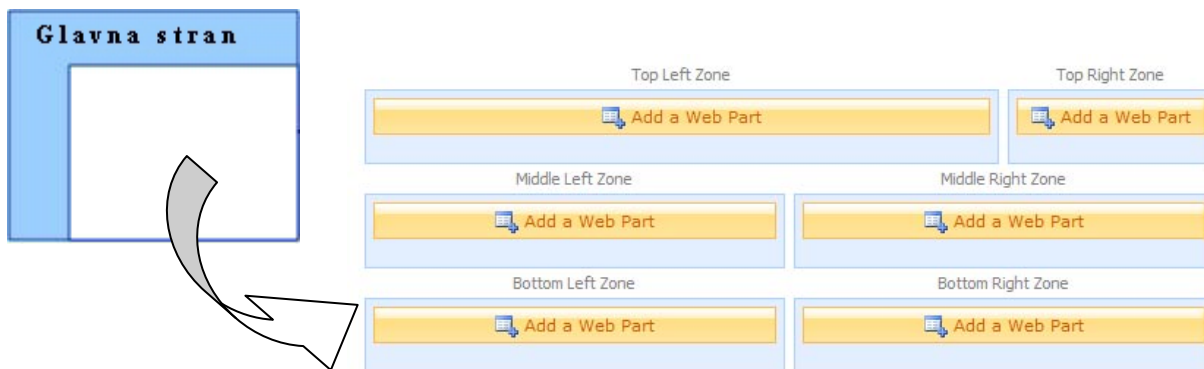 Glavna stran
Top Left Zone
Top Right Zone
Add a Web Part
Add a Web Part
Middle Left Zone
Middle Right Zone
Add a Web Part
Add a Web Part
Bottom Left Zone
Bottom Right Zone
Add a Web Part
Add a Web Part